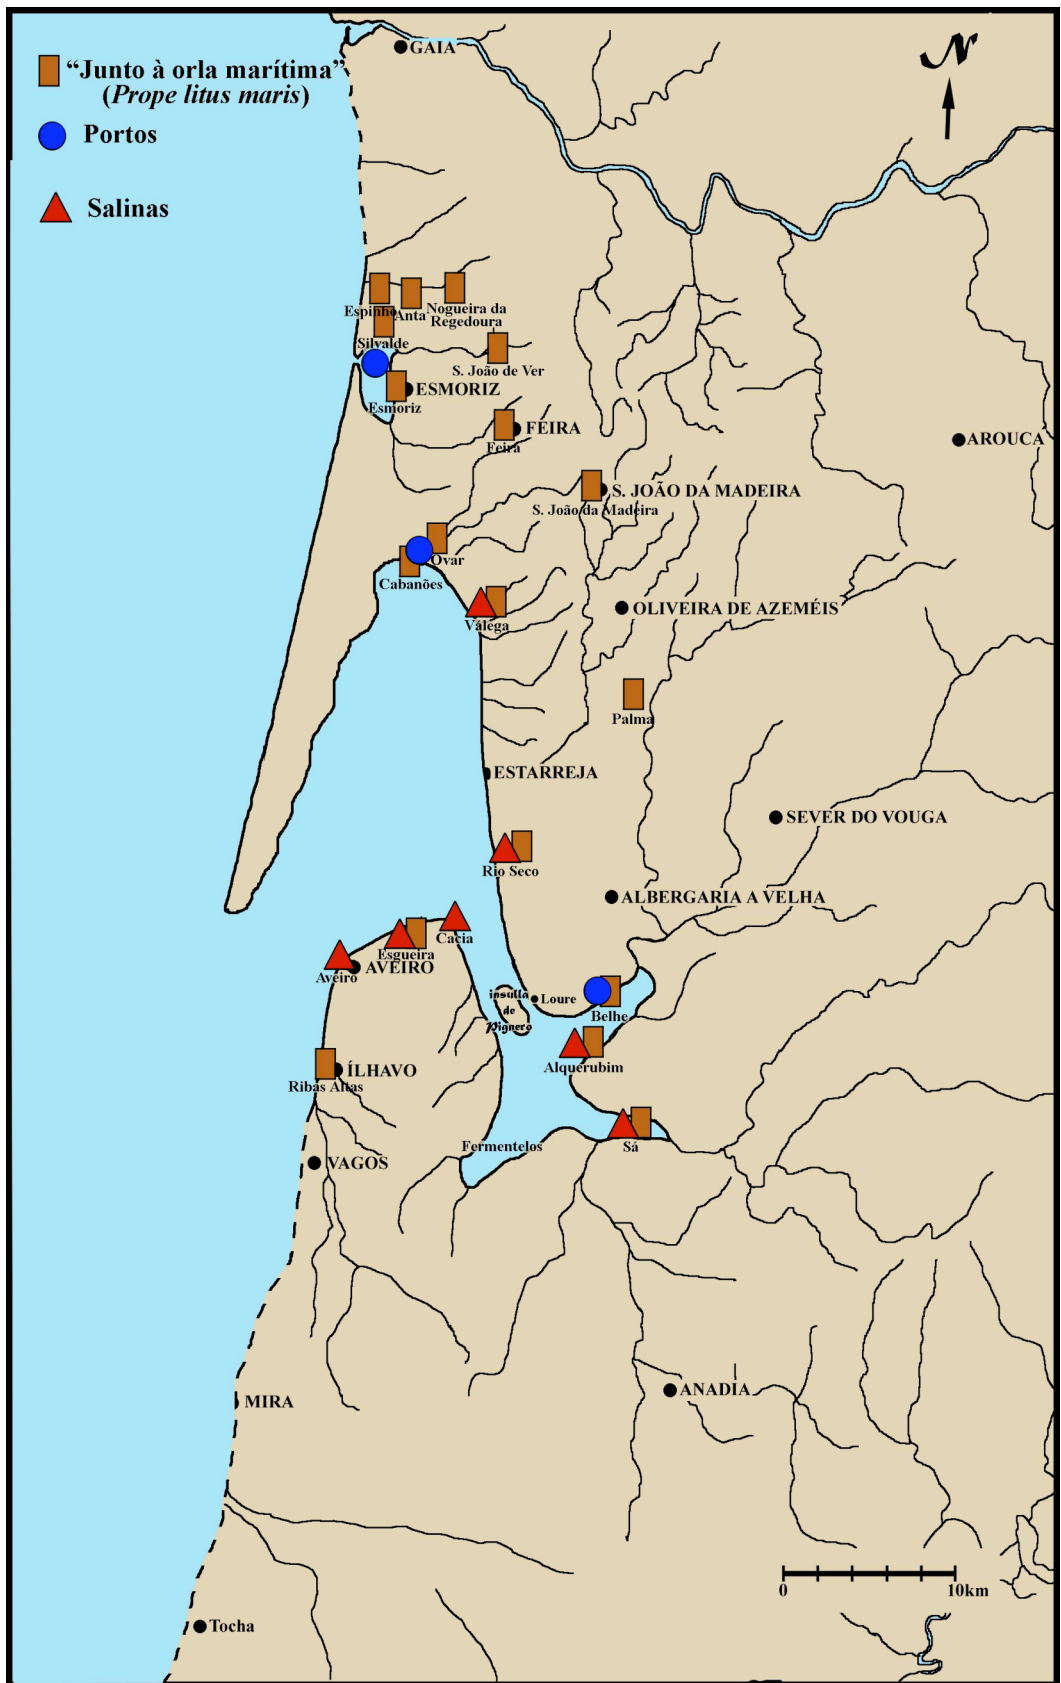 GAIA
N
“Junto à orla marítima”
(Prope litus maris)
Portos
Salinas
Espinho
Anta
Nogueira da
Regedoura
Silvalde
S. João de Ver
ESMORIZ
Esmoriz
FEIRA
Feira
AROUCA
S. JOÃO DA MADEIRA
S. João da Madeira
Ovar
Cabanões
OLIVEIRA DE AZEMÉIS
Válega
Palma
ESTARREJA
SEVER DO VOUGA
Rio Seco
ALBERGARIA A VELHA
Cacia
Esgueira
AVEIRO
Aveiro
insulla
de
Pignero
Loure
Belhe
Alquerubim
ÍLHAVO
Ribas Altas
Fermentelos
Sá
VAGOS
ANADIA
MIRA
0 10km
Tocha